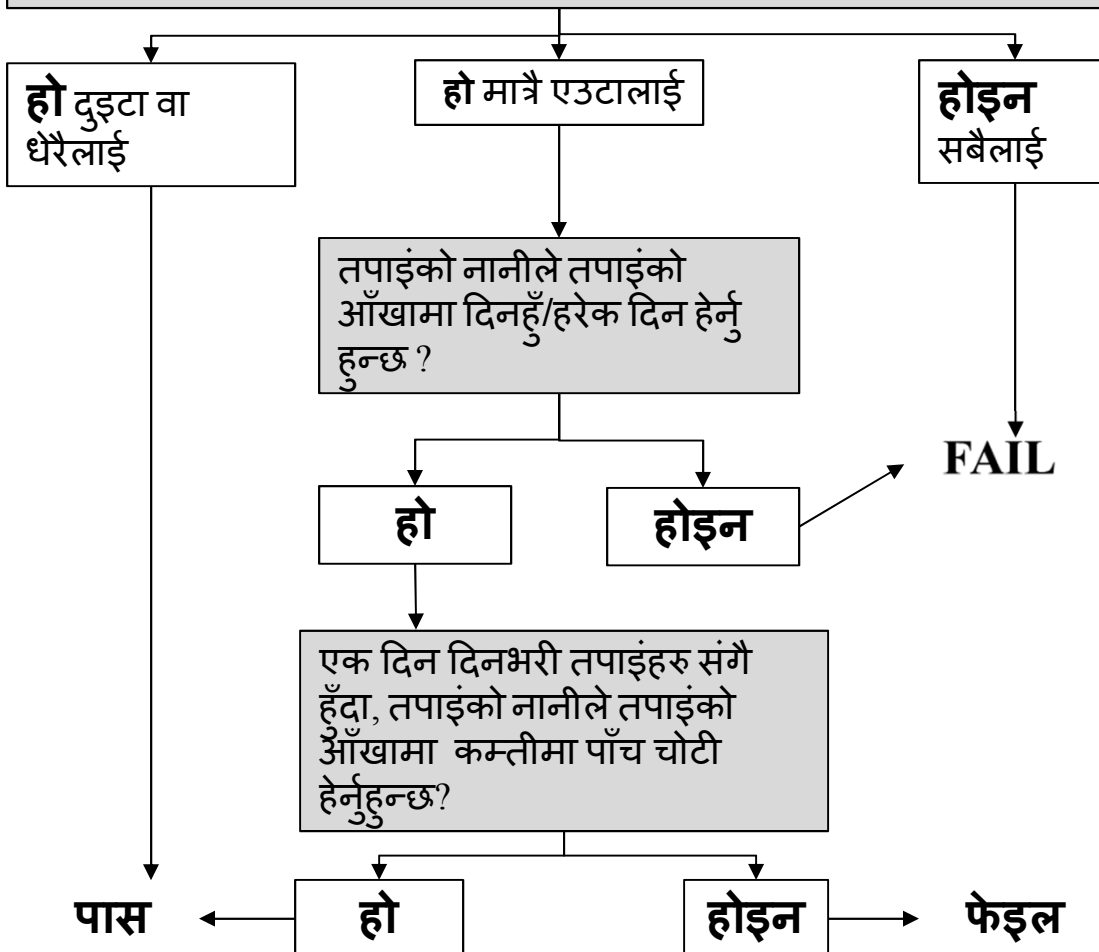 हो दुइटा वा
धेरैलाई
हो मात्रै एउटालाई
होइन
सबैलाई
तपाइंको नानीले तपाइंको
आँखामा दिनहुँ/हरेक दिन हेर्नु
हुन्छ ?
FAIL
हो
होइन
एक दिन दिनभरी तपाइंहरु संगै
हुँदा, तपाइंको नानीले तपाइंको
आँखामा कम्तीमा पाँच चोटी
हेर्नुहुन्छ?
पास
हो
होइन
फेइल